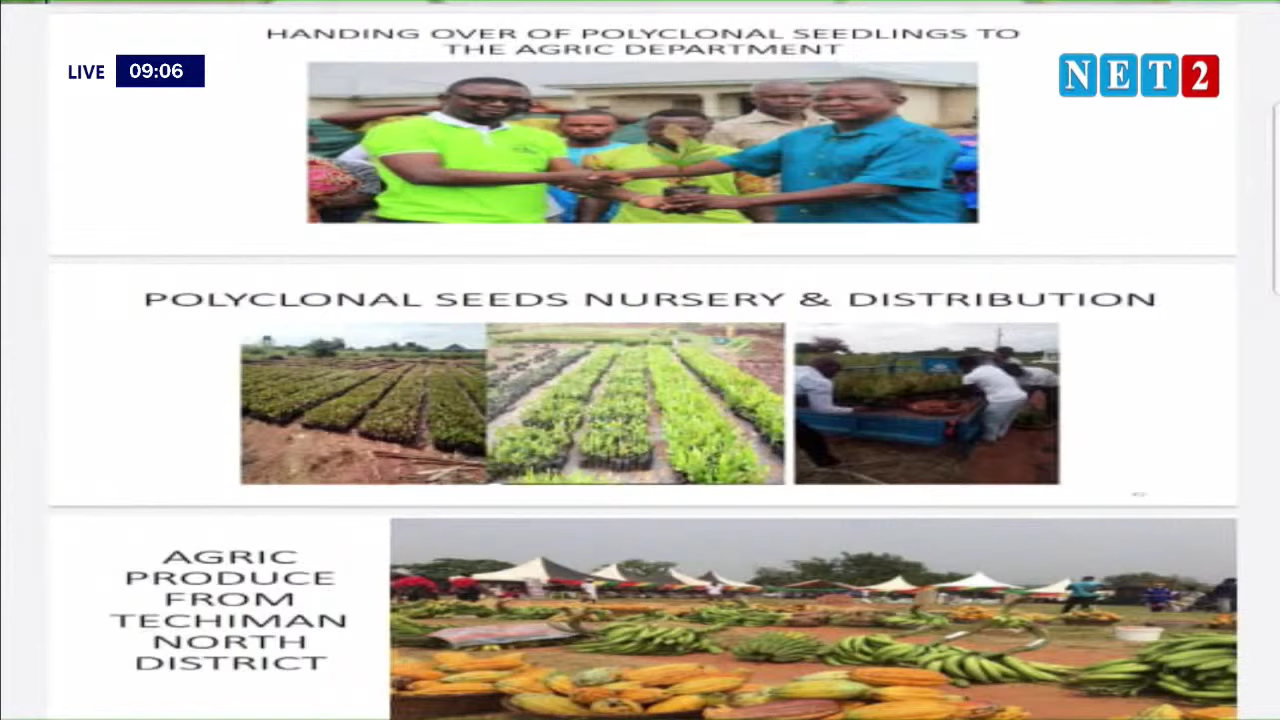 HANDING OVER OF POLYCLONAL SEEDLINGS TO
THE AGRIC DEPARTMENT
LIVE 09:06
NET2
POLYCLONAL SEEDS NURSERY & DISTRIBUTION
AGRIC
PRODUCE
FROM
TECHIMAN
NORTH
DISTRICT